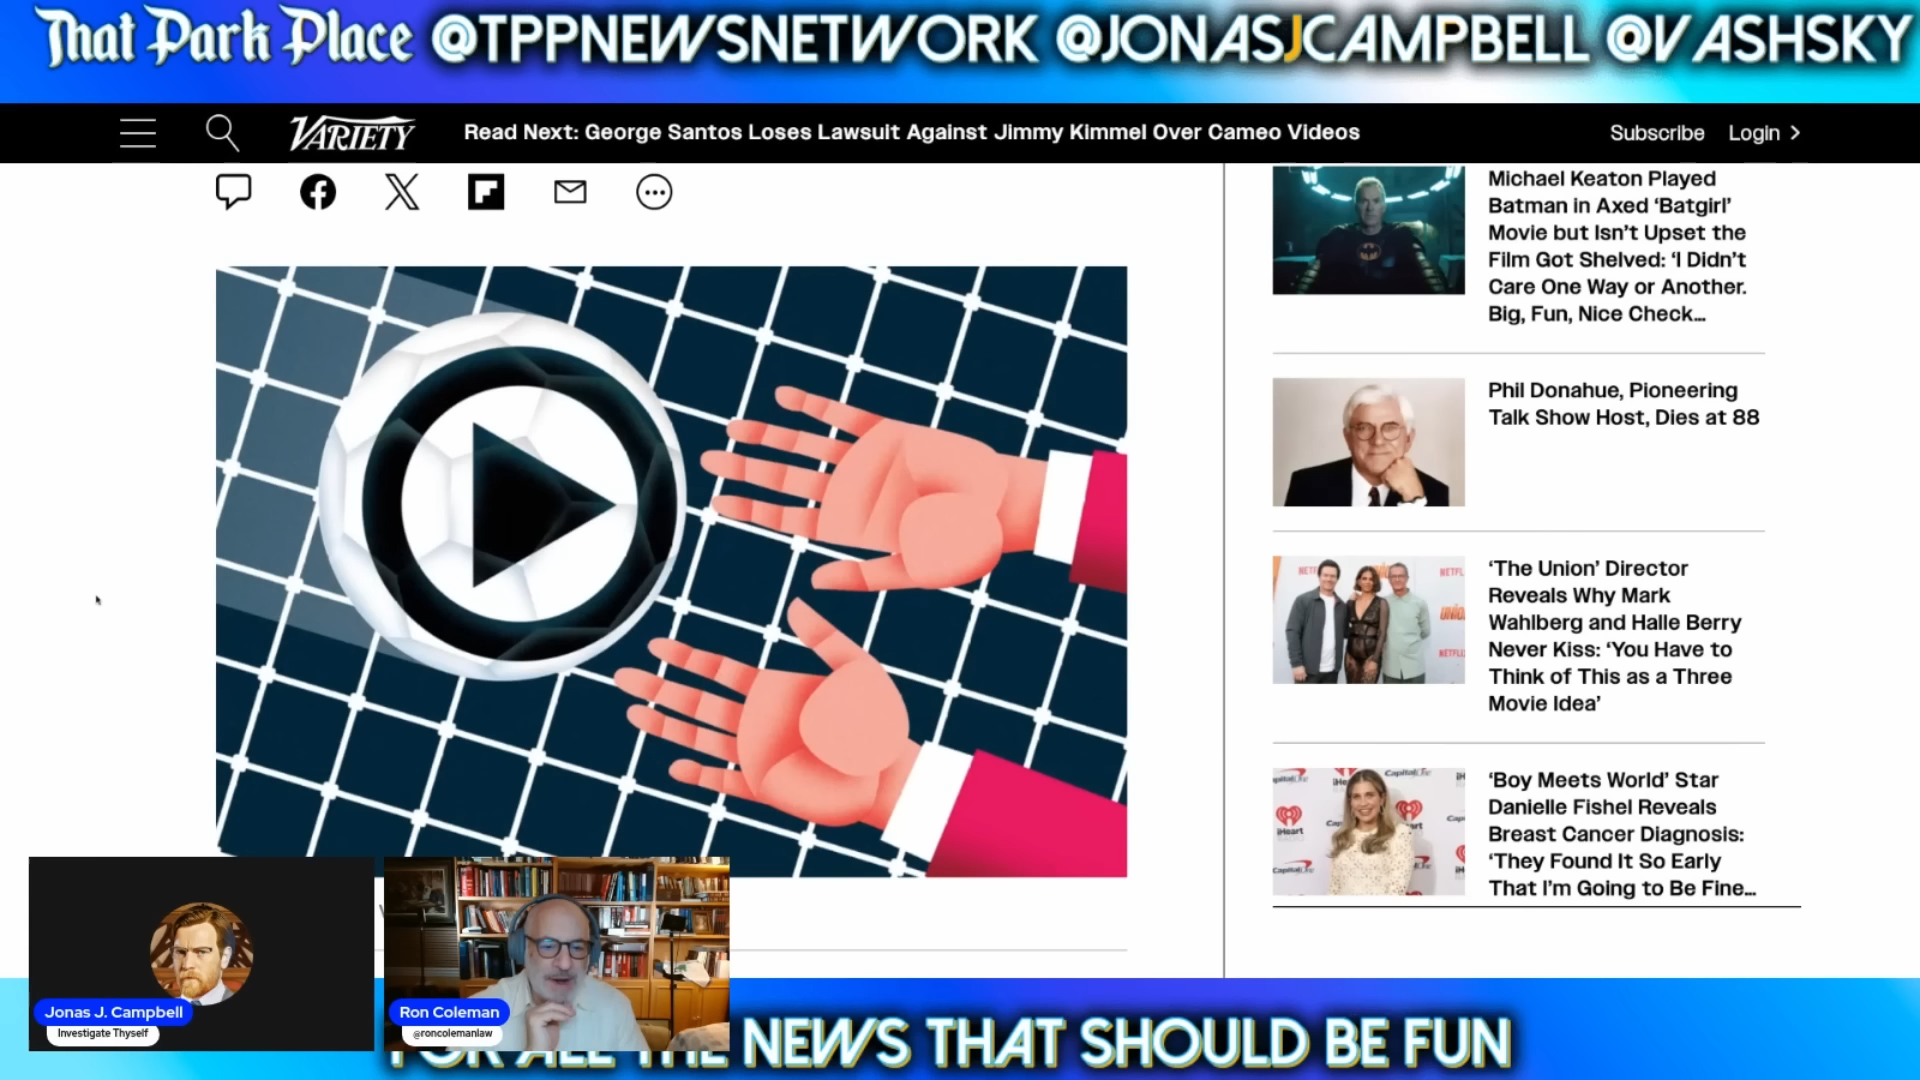 That Park Place @TPPNEWSNETWORK @JONASJCAMPBELL @VASHSKY
VARIETY
Read Next: George Santos Loses Lawsuit Against Jimmy Kimmel Over Cameo Videos
Subscribe
Login
Michael Keaton Played
Batman in Axed ‘Batgirl’
Movie but Isn’t Upset the
Film Got Shelved: ‘I Didn’t
Care One Way or Another.
Big, Fun, Nice Check...
Phil Donahue, Pioneering
Talk Show Host, Dies at 88
NETFLIX
‘The Union’ Director
Reveals Why Mark
Wahlberg and Halle Berry
Never Kiss: ‘You Have to
Think of This as a Three
Movie Idea’
iHeart
‘Boy Meets World’ Star
Danielle Fishel Reveals
Breast Cancer Diagnosis:
‘They Found It So Early
That I’m Going to Be Fine...
Jonas J. Campbell
Investigate Thyself
Ron Coleman
@roncolemanlaw
FOR ALL THE NEWS THAT SHOULD BE FUN